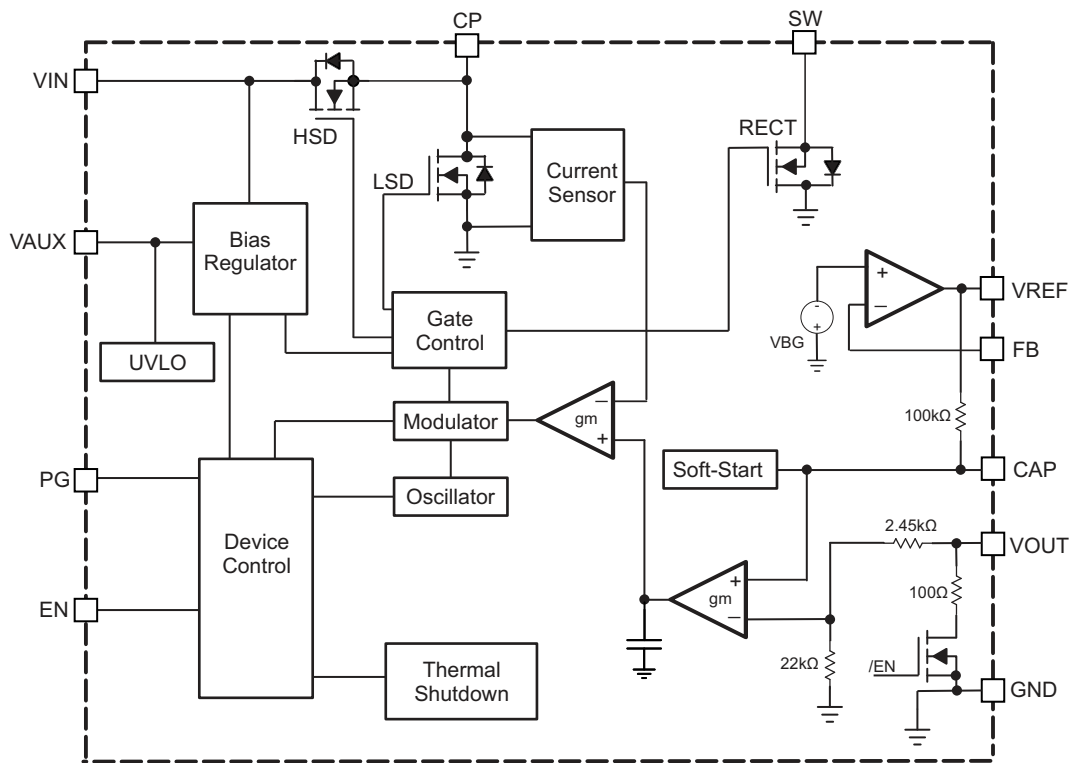 CP
SW
VIN
HSD
RECT
LSD
Current
Sensor
VAUX
Bias
Regulator
+
−
VREF
Gate
Control
-
+
VBG
FB
UVLO
−
gm
+
Modulator
100kΩ
PG
Soft-Start
CAP
Oscillator
2.45kΩ
VOUT
Device
Control
+
gm
−
100Ω
EN
22kΩ
/EN
Thermal
Shutdown
GND